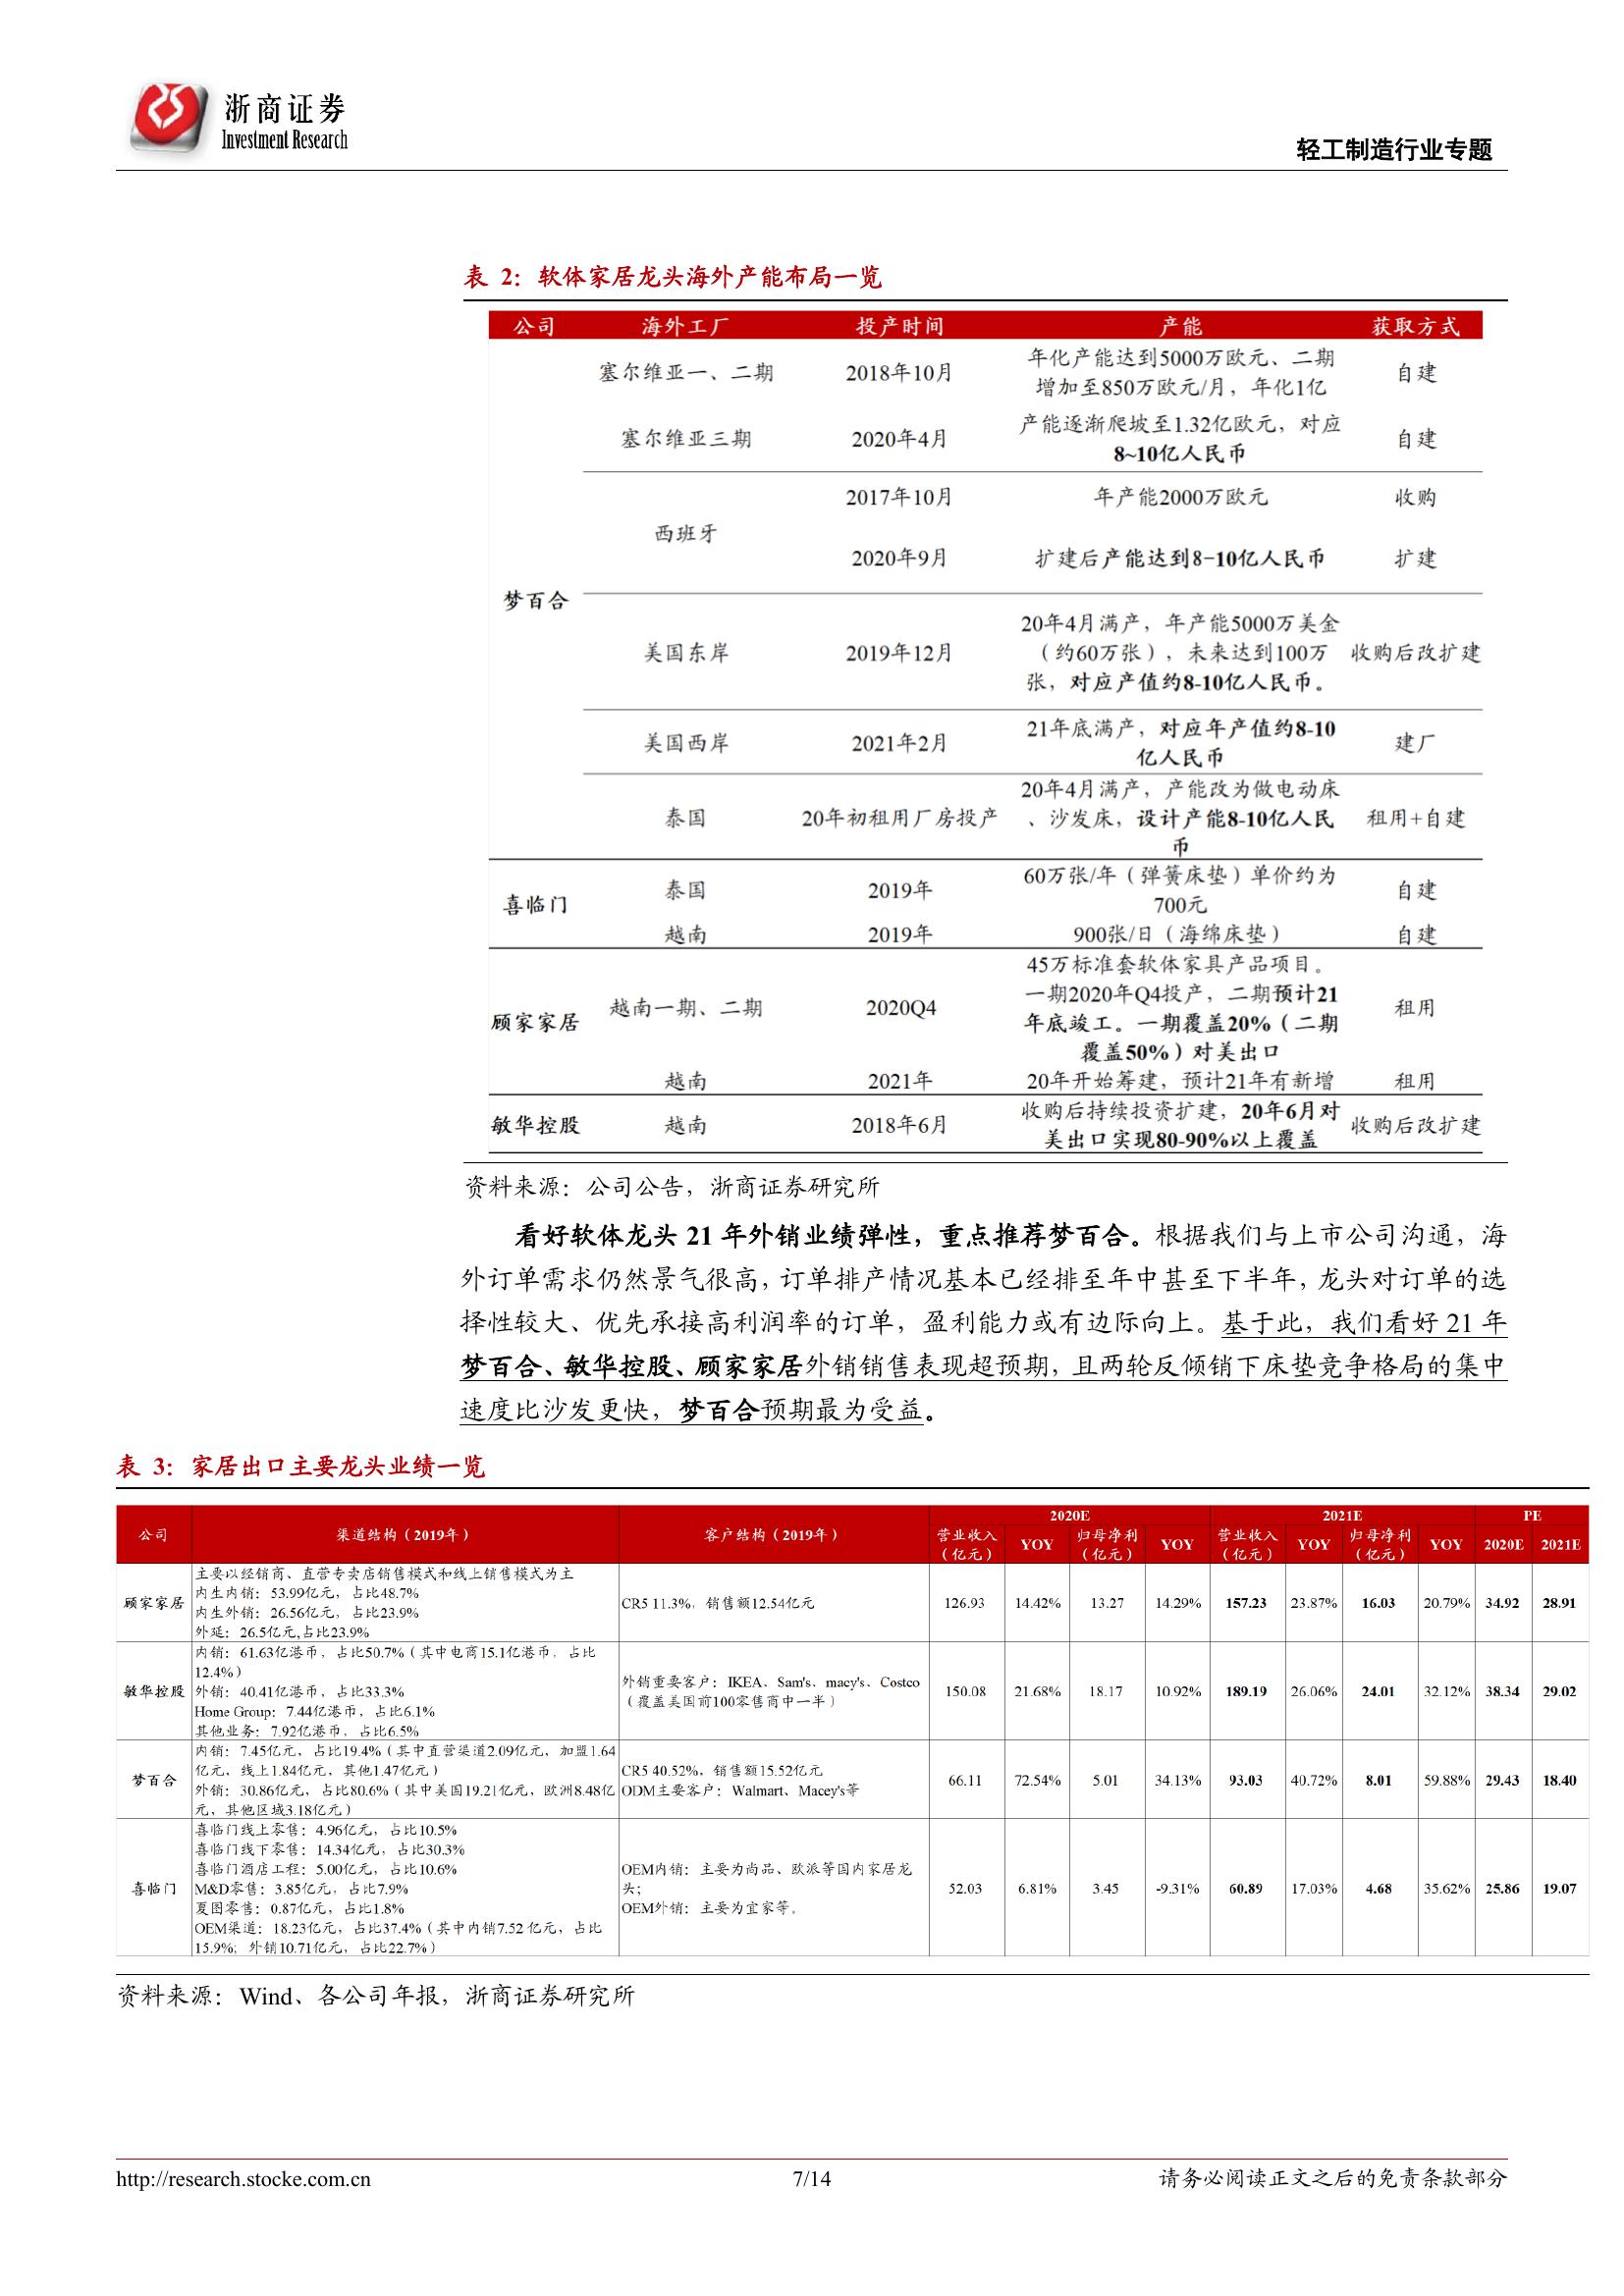 浙商证券
Investment Research
轻工制造行业专题
表 2：软体家居龙头海外产能布局一览
公司 海外工厂 投产时间 产能 获取方式
梦百合
塞尔维亚一、二期 2018年10月 年化产能达到5000万欧元、二期
增加至850万欧元/月，年化1亿 自建
塞尔维亚三期 2020年4月 产能逐渐爬坡至1.32亿欧元，对应
8~10亿人民币 自建
西班牙
2017年10月 年产能2000万欧元 收购
2020年9月 扩建后产能达到8-10亿人民币 扩建
美国东岸 2019年12月 20年4月满产，年产能5000万美金
（约60万张），未来达到100万
张，对应产值约8-10亿人民币。 收购后改扩建
美国西岸 2021年2月 21年底满产，对应年产值约8-10
亿人民币 建厂
泰国 20年初租用厂房投产 20年4月满产，产能改为做电动床
、沙发床，设计产能8-10亿人民
币 租用+自建
喜临门
泰国 2019年 60万张/年（弹簧床垫）单价约为
700元 自建
越南 2019年 900张/日（海绵床垫） 自建
顾家家居
越南一期、二期 2020Q4 45万标准套软体家具产品项目。
一期2020年Q4投产，二期预计21
年底竣工。一期覆盖20%（二期
覆盖50%）对美出口 租用
越南 2021年 20年开始筹建，预计21年有新增 租用
敏华控股 越南 2018年6月 收购后持续投资扩建，20年6月对
美出口实现80-90%以上覆盖 收购后改扩建
资料来源：公司公告，浙商证券研究所
看好软体龙头 21 年外销业绩弹性，重点推荐梦百合。根据我们与上市公司沟通，海
外订单需求仍然景气很高，订单排产情况基本已经排至年中甚至下半年，龙头对订单的选
择性较大、优先承接高利润率的订单，盈利能力或有边际向上。基于此，我们看好 21 年
梦百合、敏华控股、顾家家居外销销售表现超预期，且两轮反倾销下床垫竞争格局的集中
速度比沙发更快，梦百合预期最为受益。
表 3：家居出口主要龙头业绩一览
公司 渠道结构（2019年） 客户结构（2019年） 2020E 2021E PE
营业收入（亿元） YOY 归母净利（亿元） YOY 营业收入（亿元） YOY 归母净利（亿元） YOY 2020E 2021E
顾家家居
主要以经销商、直营专卖店销售模式和线上销售模式为主
内生内销：53.99亿元，占比48.7%
内生外销：26.56亿元，占比23.9%
外延：26.5亿元,占比23.9%
CR5 11.3%，销售额12.54亿元
126.93 14.42% 13.27 14.29% 157.23 23.87% 16.03 20.79% 34.92 28.91
敏华控股
内销：61.63亿港币，占比50.7%（其中电商15.1亿港币，占比
12.4%）
外销：40.41亿港币，占比33.3%
Home Group：7.44亿港币，占比6.1%
其他业务：7.92亿港币，占比6.5%
外销重要客户：IKEA、Sam's、macy's、Costco
（覆盖美国前100零售商中一半）
150.08 21.68% 18.17 10.92% 189.19 26.06% 24.01 32.12% 38.34 29.02
梦百合
内销：7.45亿元，占比19.4%（其中直营渠道2.09亿元，加盟1.64
亿元，线上1.84亿元，其他1.47亿元）
外销：30.86亿元，占比80.6%（其中美国19.21亿元，欧洲8.48亿
元，其他区域3.18亿元）
CR5 40.52%，销售额15.52亿元
ODM主要客户：Walmart、Macey's等
66.11 72.54% 5.01 34.13% 93.03 40.72% 8.01 59.88% 29.43 18.40
喜临门
喜临门线上零售：4.96亿元，占比10.5%
喜临门线下零售：14.34亿元，占比30.3%
喜临门酒店工程：5.00亿元，占比10.6%
M&D零售：3.85亿元，占比7.9%
夏图零售：0.87亿元，占比1.8%
OEM渠道：18.23亿元，占比37.4%（其中内销7.52 亿元，占比
15.9%；外销10.71亿元，占比22.7%）
OEM内销：主要为尚品、欧派等国内家居龙
头；
OEM外销：主要为宜家等。
52.03 6.81% 3.45 -9.31% 60.89 17.03% 4.68 35.62% 25.86 19.07
资料来源：Wind、各公司年报，浙商证券研究所
http://research.stocke.com.cn 7/14 请务必阅读正文之后的免责条款部分